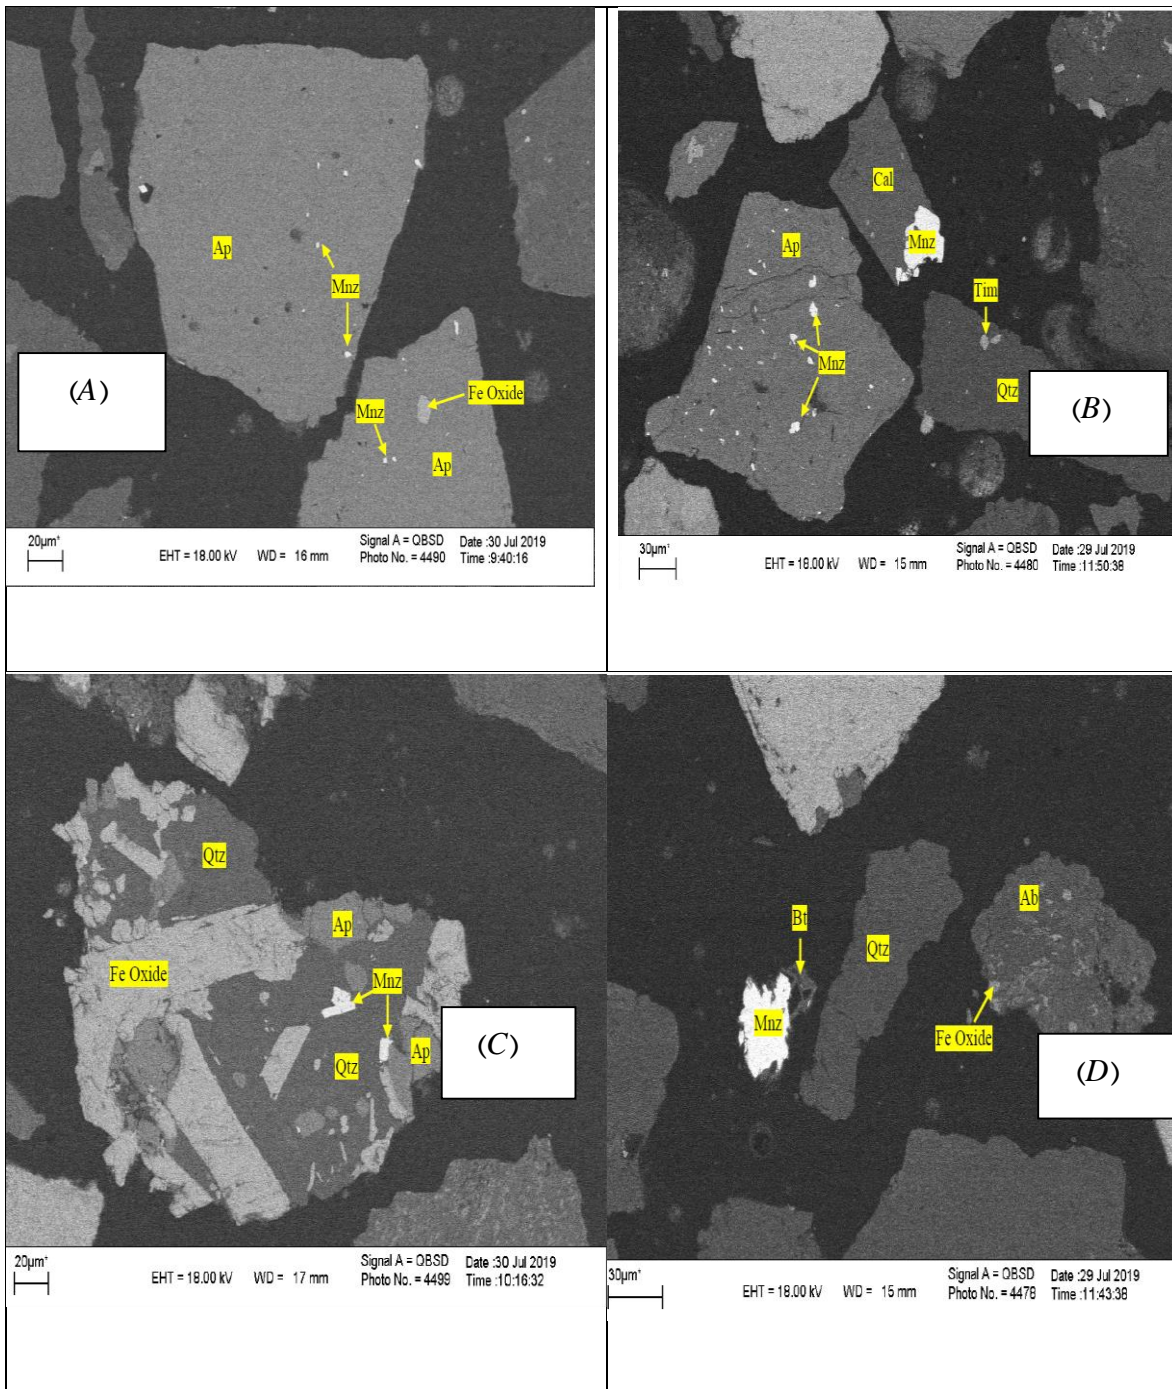 Ap
Mnz
Fe Oxide
Mnz
Ap
(A)
20µm
EHT = 18.00 kV
WD = 16 mm
Signal A = QBSD
Photo No. = 4490
Date :30 Jul 2019
Time :9:40:16
Cal
Ap
Mnz
Tim
Mnz
Qtz
(B)
30µm
EHT = 18.00 kV
WD = 15 mm
Signal A = QBSD
Photo No. = 4480
Date :29 Jul 2019
Time :11:50:38
Qtz
Ap
Fe Oxide
Mnz
Qtz
Ap
(C)
20µm
EHT = 18.00 kV
WD = 17 mm
Signal A = QBSD
Photo No. = 4499
Date :30 Jul 2019
Time :10:16:32
Ab
Bt
Qtz
Mnz
Fe Oxide
(D)
30µm
EHT = 18.00 kV
WD = 15 mm
Signal A = QBSD
Photo No. = 4478
Date :29 Jul 2019
Time :11:43:38